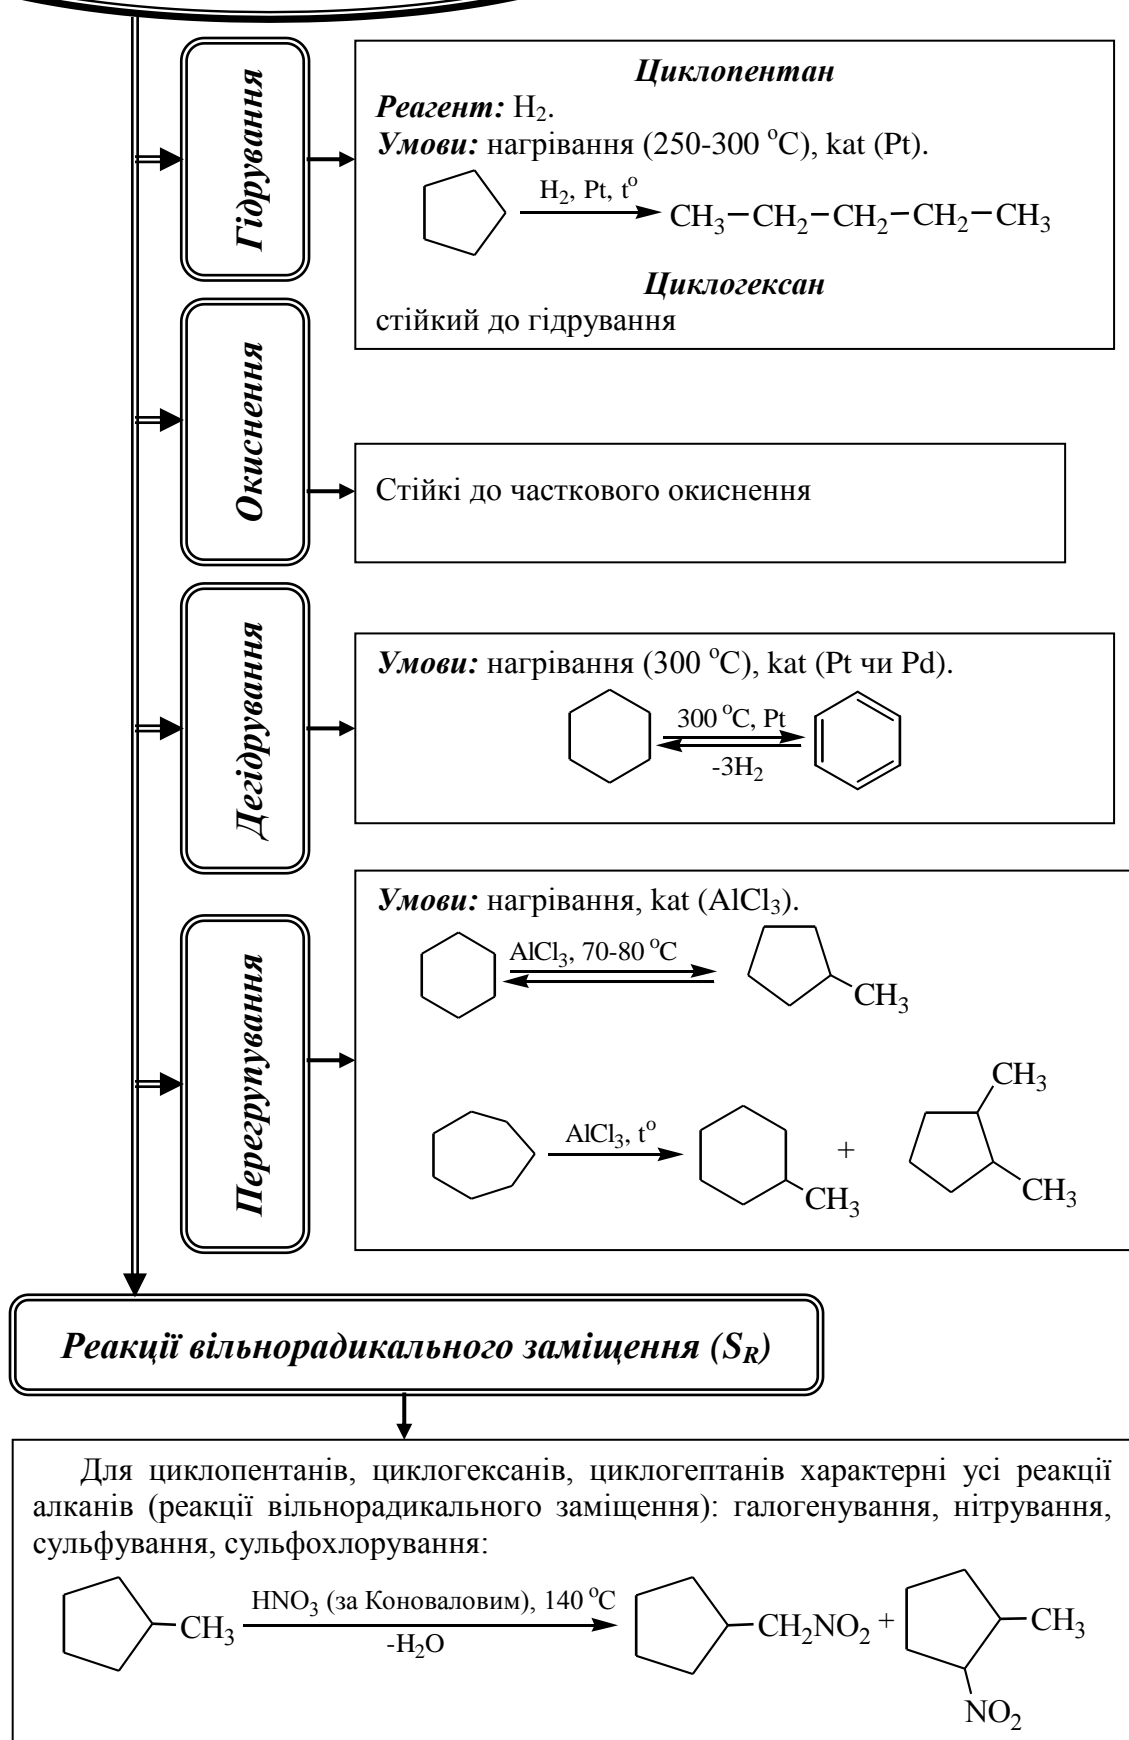 Гідрування
Циклопентан
Реагент: H₂.
Умови: нагрівання (250-300 °C), kat (Pt).
H₂, Pt, t°
CH₃–CH₂–CH₂–CH₂–CH₃
Циклогексан
стійкий до гідрування
Окиснення
Стійкі до часткового окиснення
Дегідрування
Умови: нагрівання (300 °C), kat (Pt чи Pd).
300 °C, Pt
-3H₂
Перегрупування
Умови: нагрівання, kat (AlCl₃).
AlCl₃, 70-80 °C
CH₃
CH₃
AlCl₃, t°
+
CH₃
CH₃
Реакції вільнорадикального заміщення (S_R)
Для циклопентанів, циклогексанів, циклогептанів характерні усі реакції
алканів (реакції вільнорадикального заміщення): галогенування, нітрування,
сульфування, сульфохлорування:
CH₃
HNO₃ (за Коноваловим), 140 °C
-H₂O
CH₂NO₂ +
CH₃
NO₂